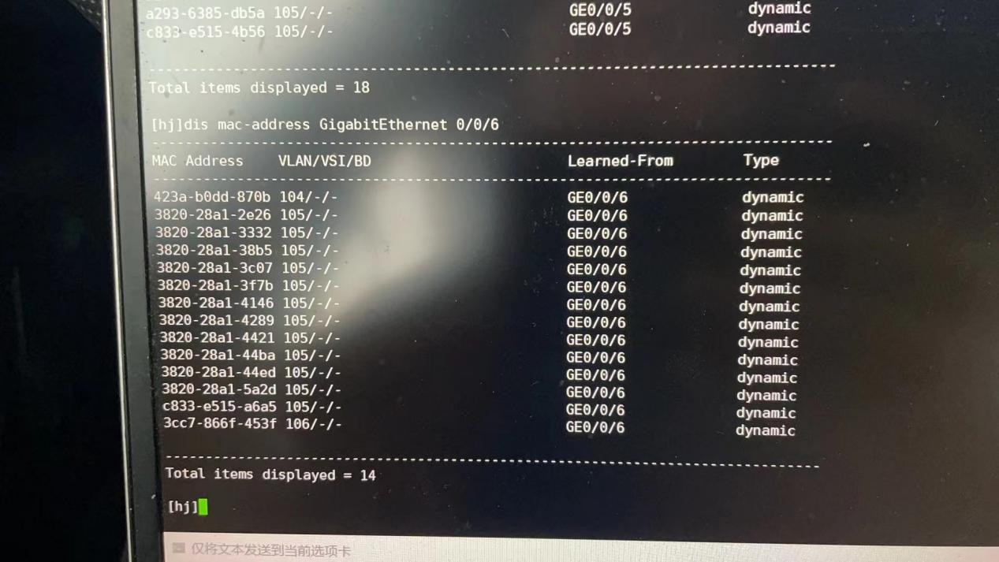 a293-6385-db5a 105/-/- GE0/0/5 dynamic
c833-e515-4b56 105/-/- GE0/0/5 dynamic
-------------------------------------------------------------------------------
Total items displayed = 18
[hj]dis mac-address GigabitEthernet 0/0/6
-------------------------------------------------------------------------------
MAC Address VLAN/VSI/BD Learned-From Type
-------------------------------------------------------------------------------
423a-b0dd-870b 104/-/- GE0/0/6 dynamic
3820-28a1-2e26 105/-/- GE0/0/6 dynamic
3820-28a1-3332 105/-/- GE0/0/6 dynamic
3820-28a1-38b5 105/-/- GE0/0/6 dynamic
3820-28a1-3c07 105/-/- GE0/0/6 dynamic
3820-28a1-3f7b 105/-/- GE0/0/6 dynamic
3820-28a1-4146 105/-/- GE0/0/6 dynamic
3820-28a1-4289 105/-/- GE0/0/6 dynamic
3820-28a1-4421 105/-/- GE0/0/6 dynamic
3820-28a1-44ba 105/-/- GE0/0/6 dynamic
3820-28a1-44ed 105/-/- GE0/0/6 dynamic
3820-28a1-5a2d 105/-/- GE0/0/6 dynamic
c833-e515-a6a5 105/-/- GE0/0/6 dynamic
3cc7-866f-453f 106/-/- GE0/0/6 dynamic
-------------------------------------------------------------------------------
Total items displayed = 14
[hj]
仅将文本发送到当前选项卡